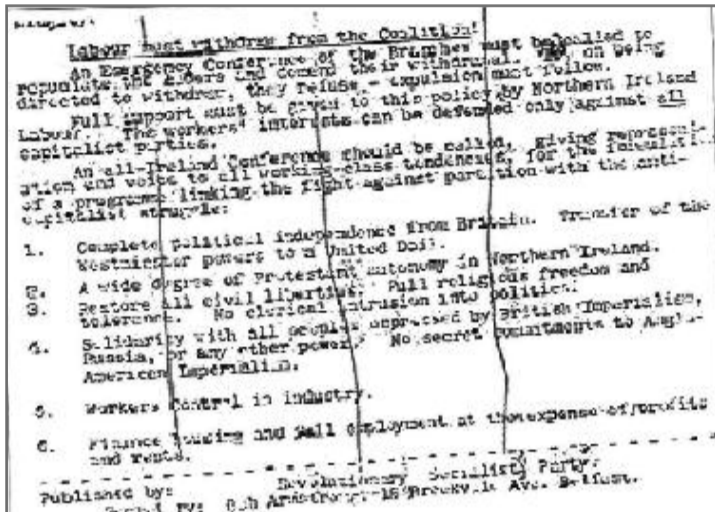 Labour must withdraw from the Coalition!
An Emergency Conference of the Branches must be called to
repudiate the leaders and demand their withdrawal. on being
directed to withdraw, they refuse - expulsion must follow.
Full support must be given to this policy by Northern Ireland
Labour. The workers' interests can be defended only against all
capitalist parties.
An all-Ireland Conference should be called, giving represent-
ation and voice to all working-class tendencies, for the
of a programme linking the fight against partition with the anti-
capitalist struggle:
1. Complete political independence from Britain. Transfer of the
Westminster powers to a United Dail.
2. A wide degree of Protestant autonomy in Northern Ireland.
3. Restore all civil liberties. Full religious freedom and
tolerance. No clerical intrusion into politics.
4. Solidarity with all peoples oppressed by British Imperialism,
Russia, or any other power. No secret commitments to Anglo-
American Imperialism.
5. Workers Control in industry.
6. Finance housing and full employment at the expense of profits
and rents.
Published by: Revolutionary Socialist Party.
by: Bob Armstrong Ave. Belfast.